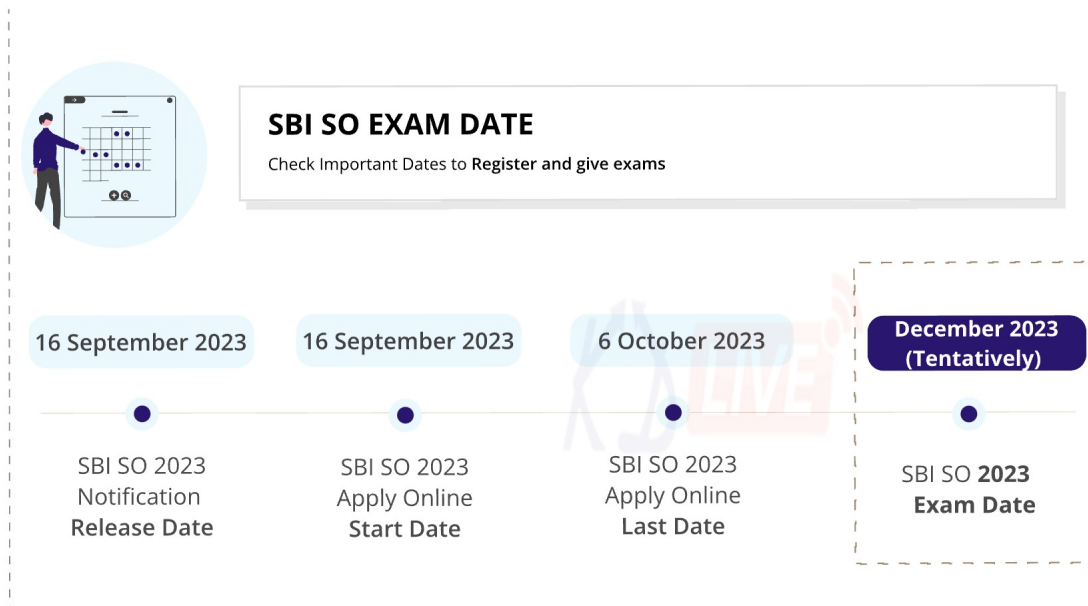 SBI SO EXAM DATE
Check Important Dates to Register and give exams
16 September 2023
SBI SO 2023
Notification
Release Date
16 September 2023
SBI SO 2023
Apply Online
Start Date
6 October 2023
SBI SO 2023
Apply Online
Last Date
December 2023
(Tentatively)
SBI SO 2023
Exam Date
LIVE